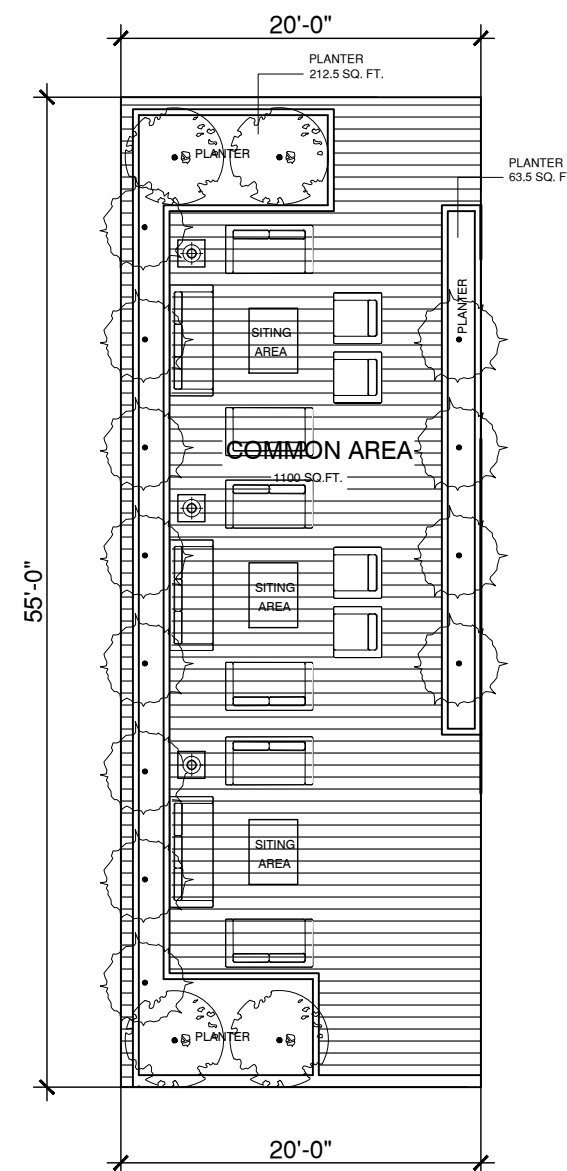 20'-0"
PLANTER
212.5 SQ. FT.
PLANTER
PLANTER
63.5 SQ. F
PLANTER
SITING
AREA
COMMON AREA
1100 SQ.FT.
55'-0"
SITING
AREA
SITING
AREA
PLANTER
20'-0"